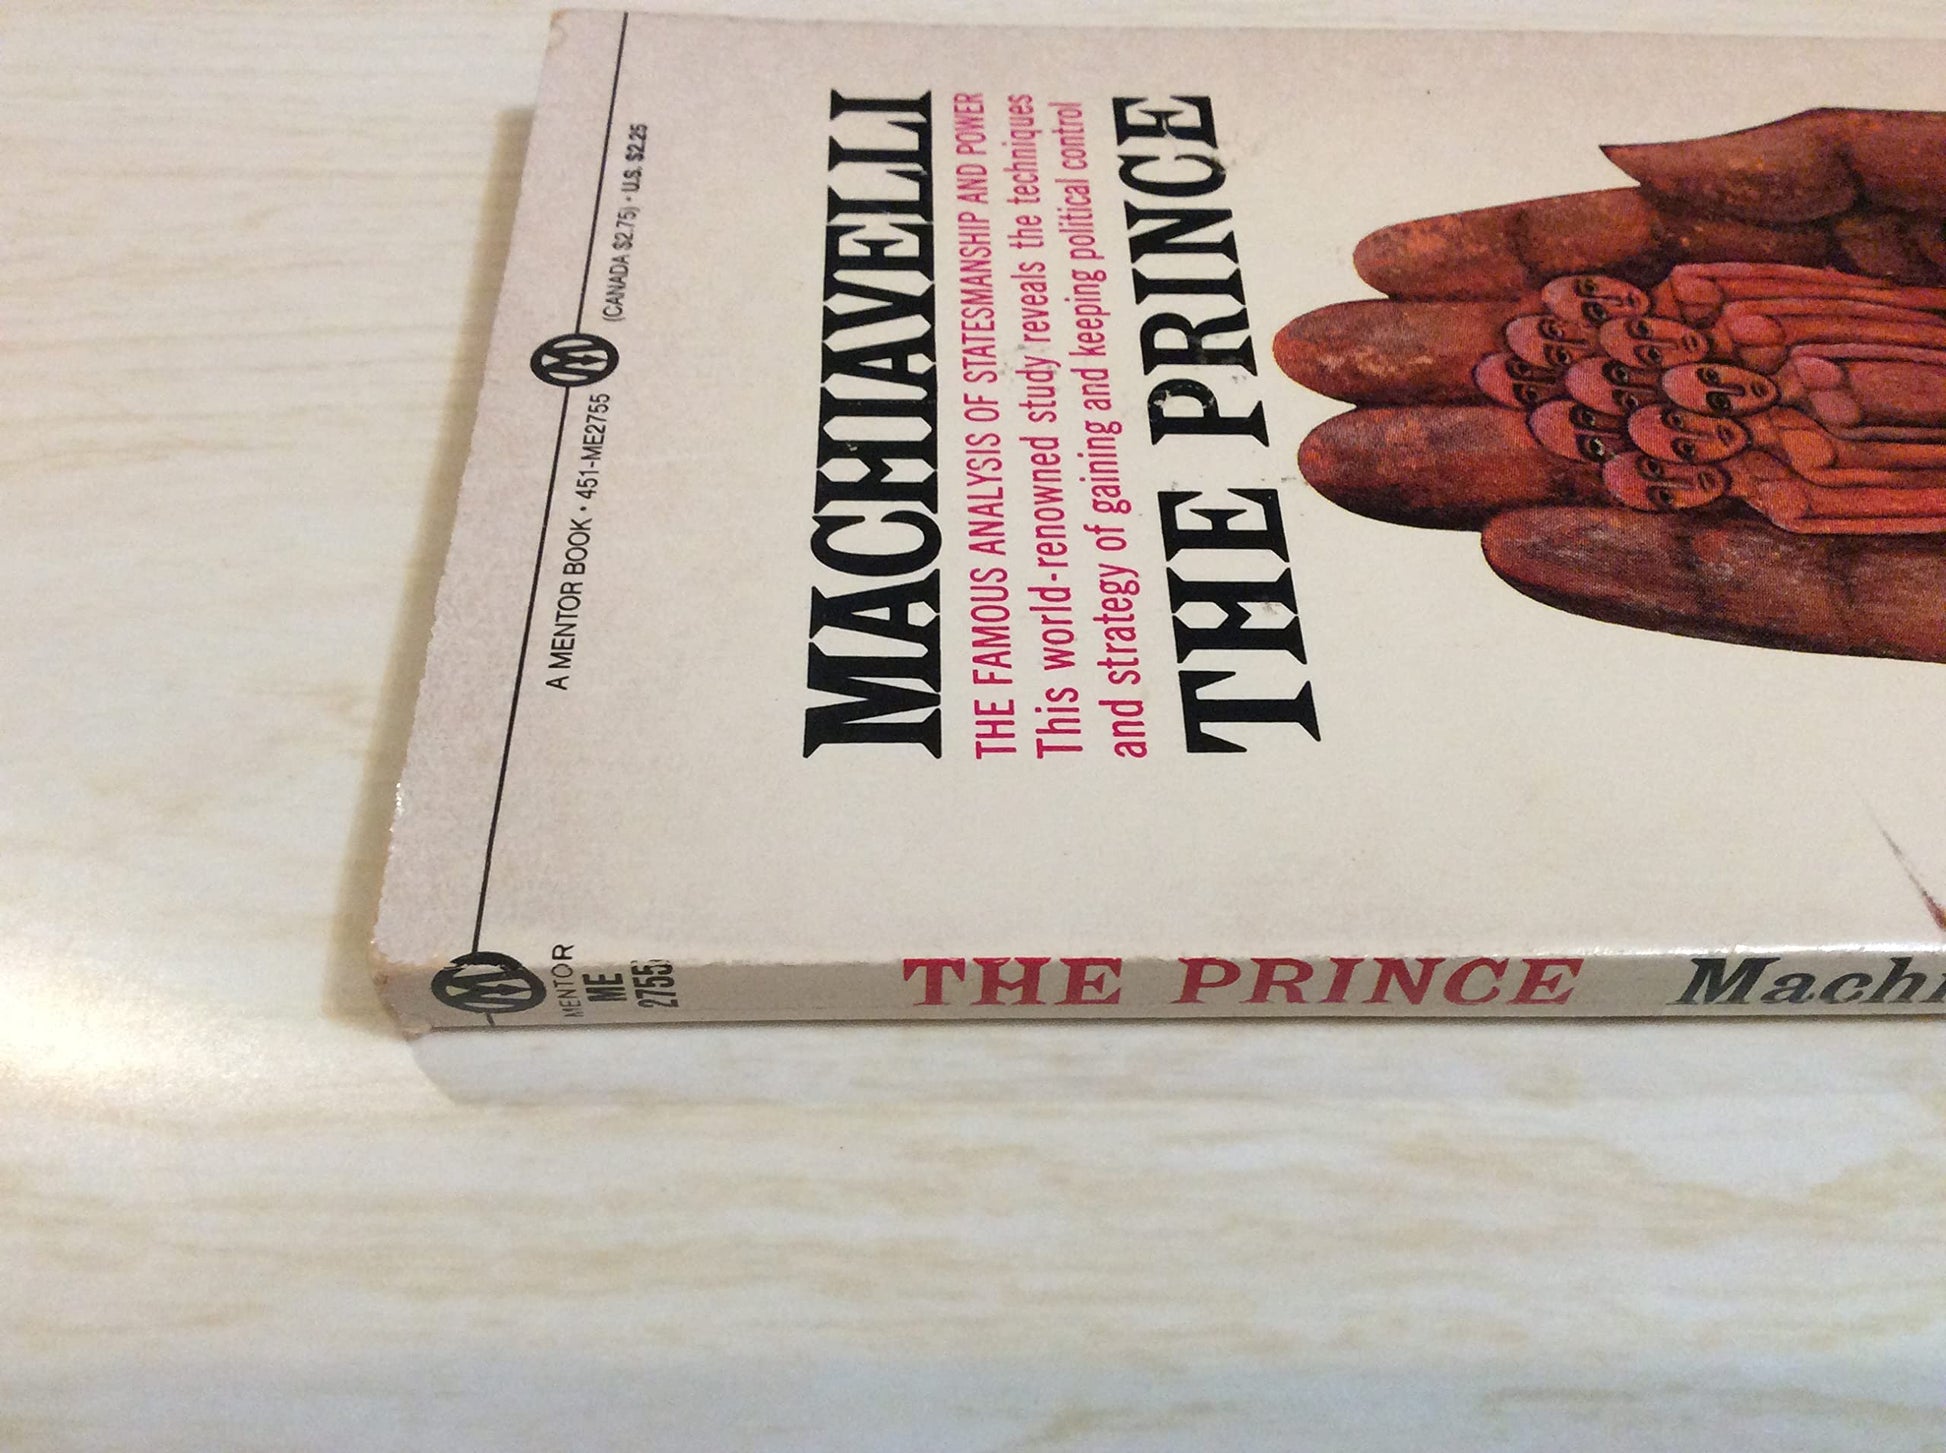 A MENTOR BOOK • 451-ME2755
(CANADA $2.75) • U.S. $2.25
MACHIAVELLI
THE FAMOUS ANALYSIS OF STATESMANSHIP AND POWER
This world-renowned study reveals the techniques
and strategy of gaining and keeping political control
THE PRINCE
MENTOR
ME
2755
THE PRINCE